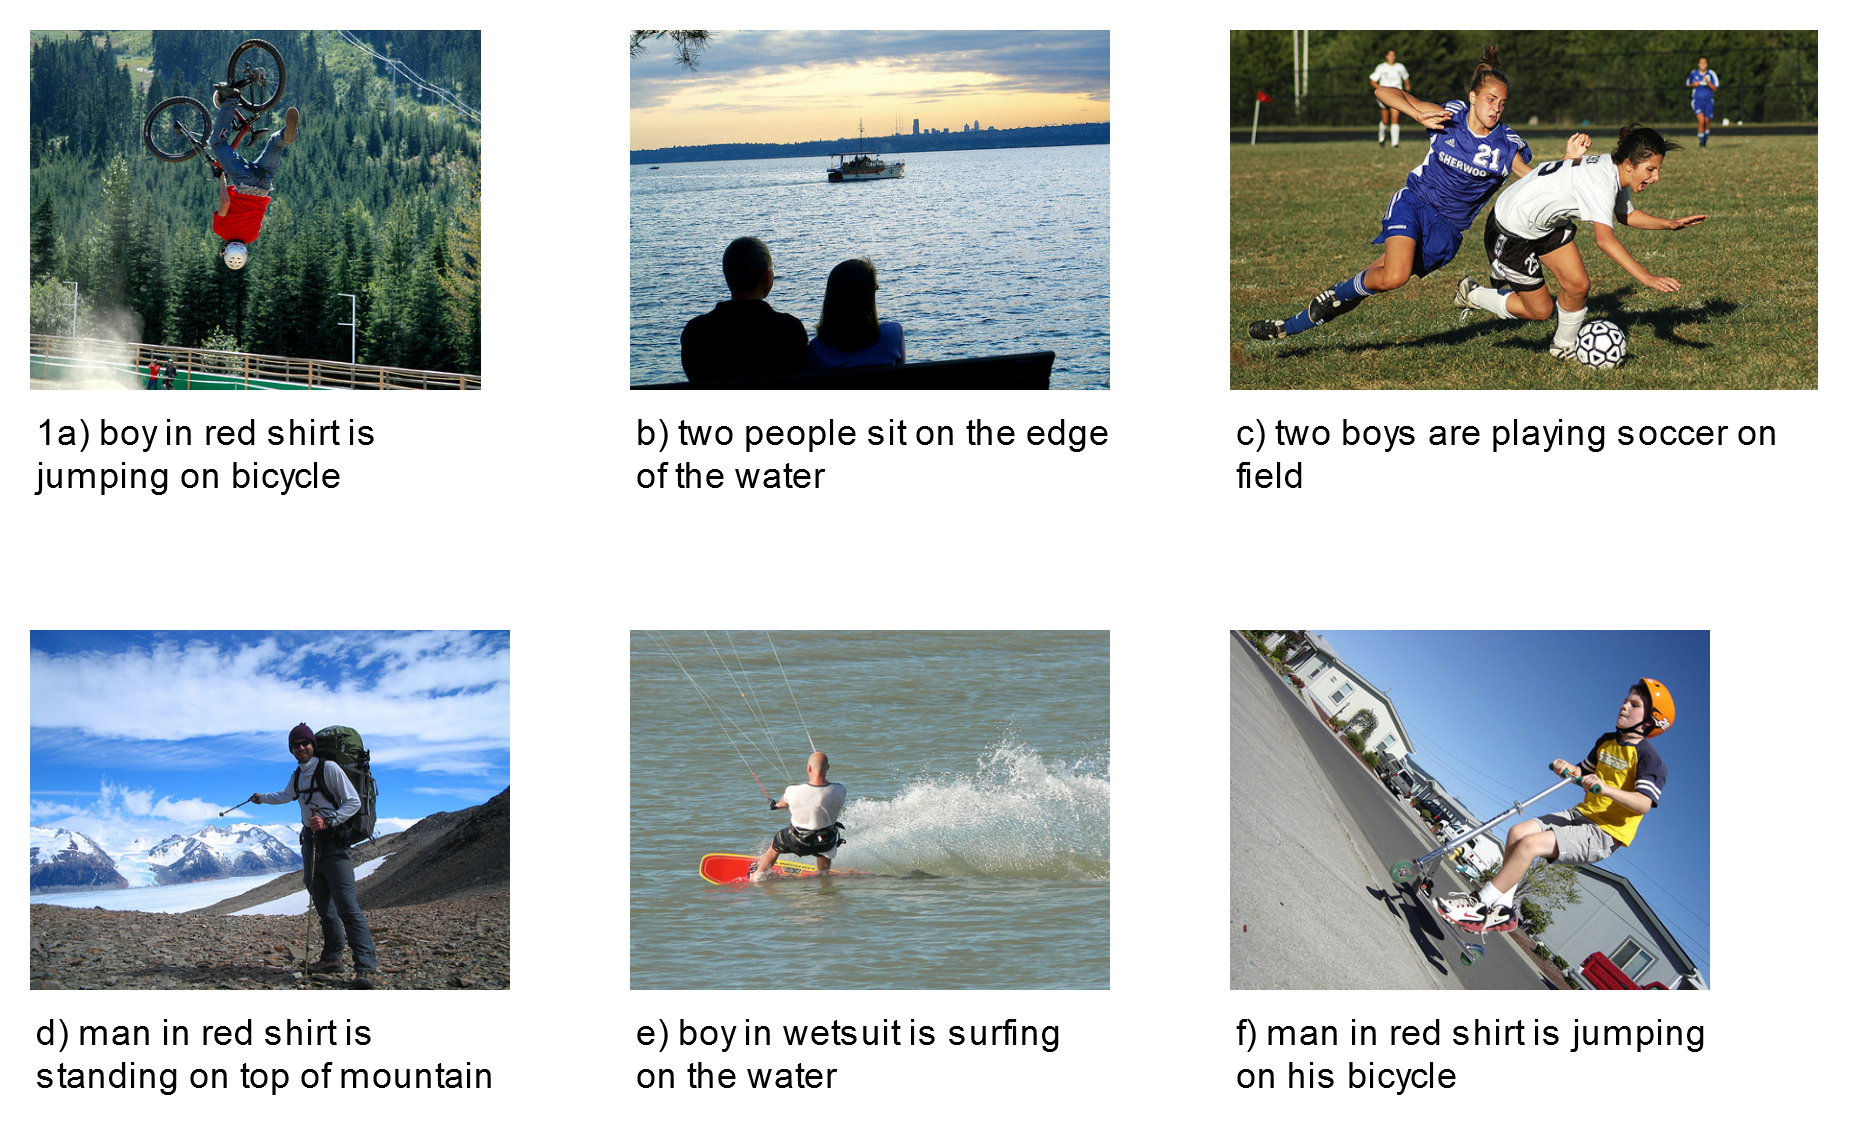 1a) boy in red shirt is
jumping on bicycle
b) two people sit on the edge
of the water
21
SHERWOO
c) two boys are playing soccer on
field
d) man in red shirt is
standing on top of mountain
e) boy in wetsuit is surfing
on the water
f) man in red shirt is jumping
on his bicycle